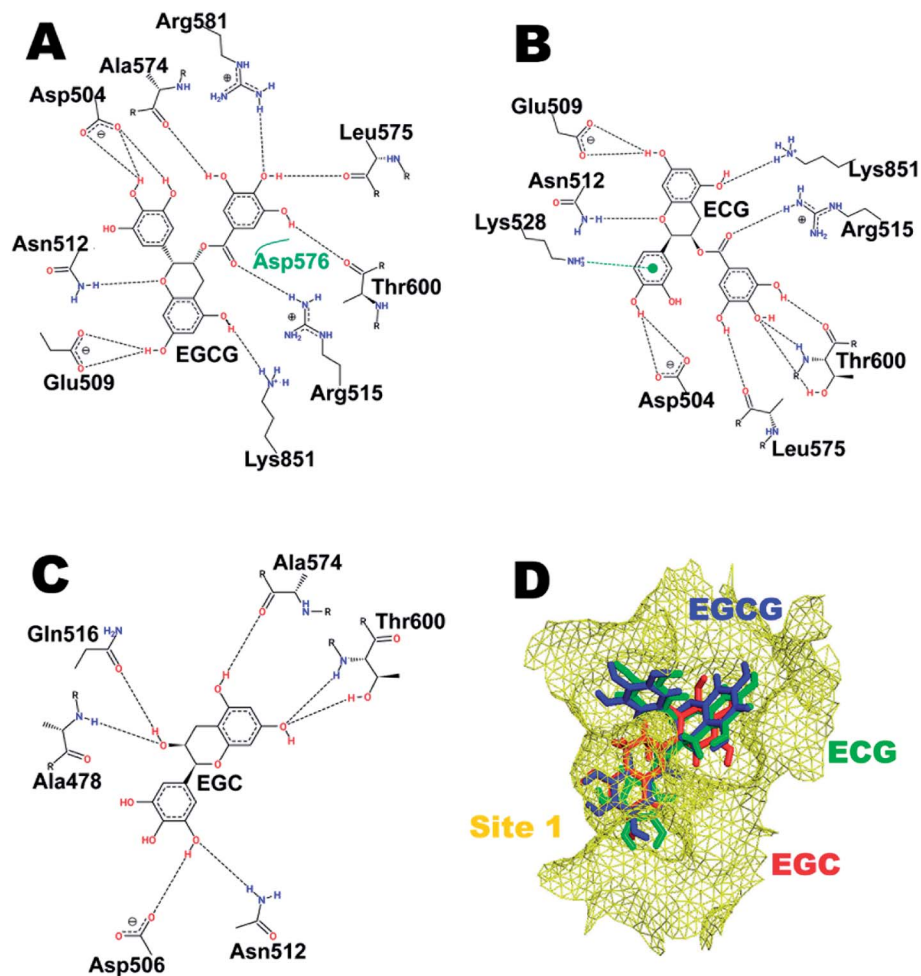 A
Arg581
Ala574
Asp504
Leu575
Asn512
Asp576
Thr600
EGCG
Glu509
Arg515
Lys851
B
Glu509
Lys851
Asn512
ECG
Lys528
Arg515
Thr600
Asp504
Leu575
C
Ala574
Gln516
Thr600
Ala478
EGC
Asp506
Asn512
D
EGCG
ECG
Site 1
EGC